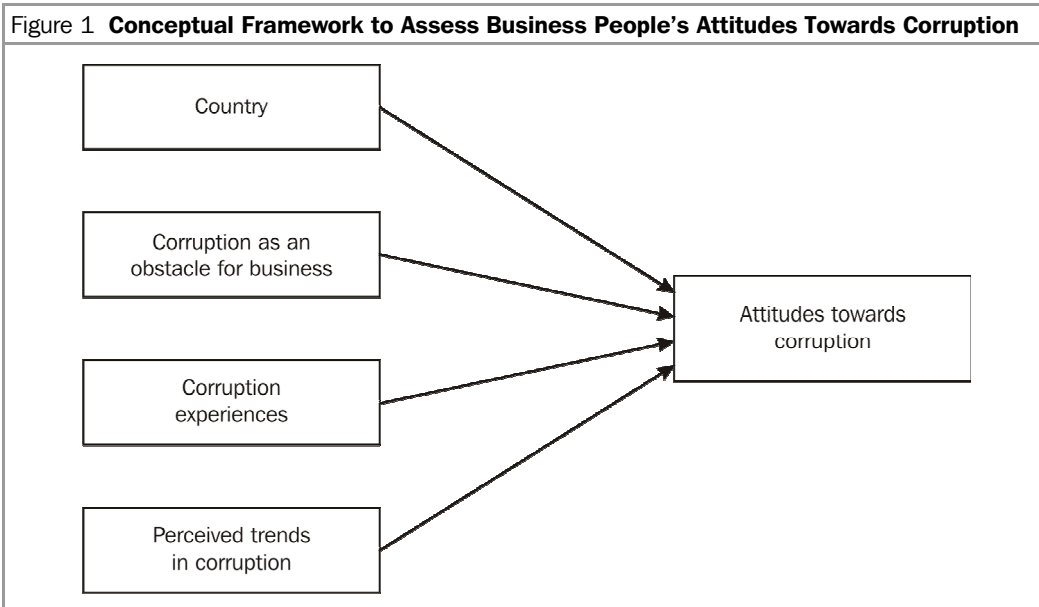 Figure 1 Conceptual Framework to Assess Business People's Attitudes Towards Corruption
Country
Corruption as an
obstacle for business
Corruption
experiences
Perceived trends
in corruption
Attitudes towards
corruption